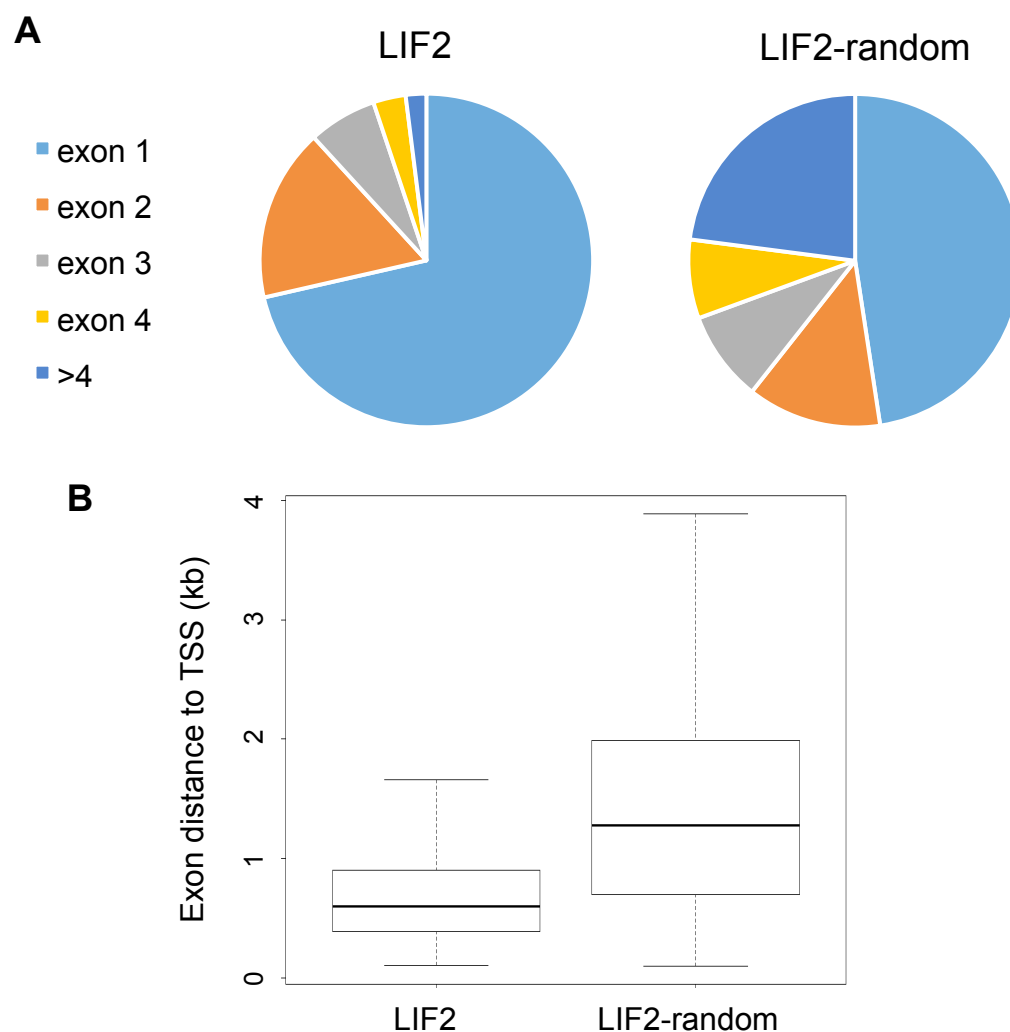 A
LIF2
LIF2-random
exon 1
exon 2
exon 3
exon 4
>4
B
Exon distance to TSS (kb)
4
3
2
1
0
LIF2
LIF2-random